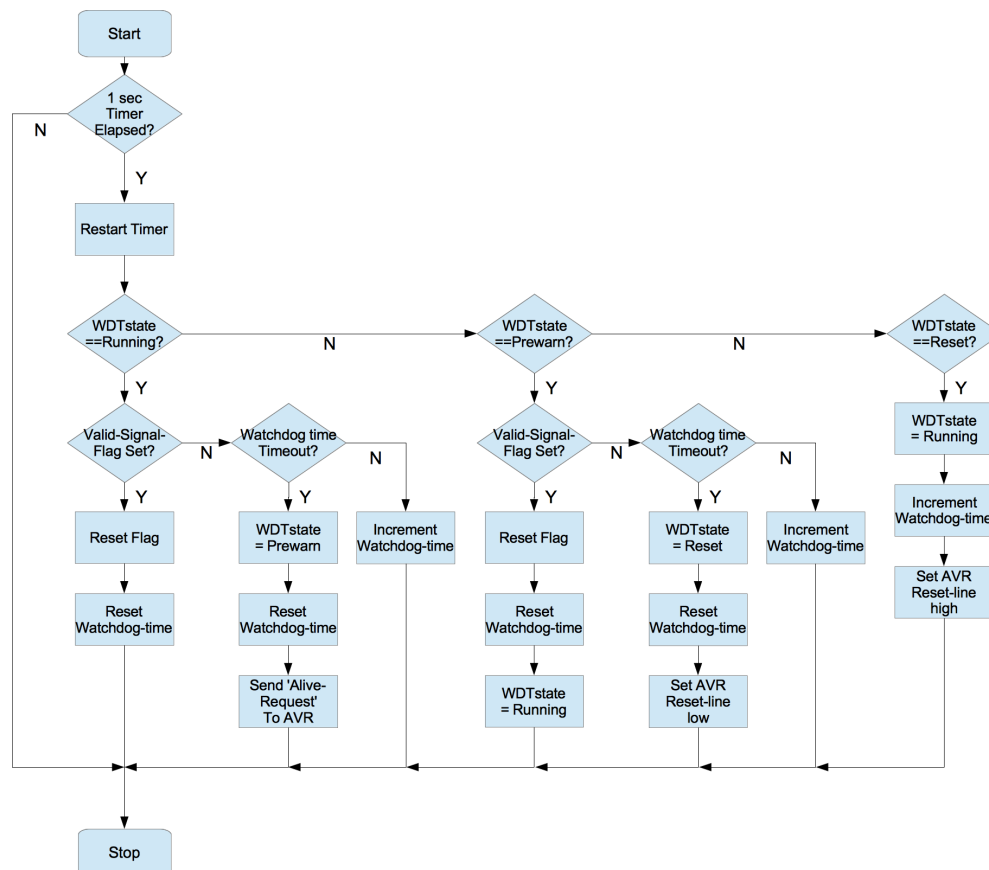 Start
1 sec
Timer
Elapsed?
N
Y
Restart Timer
WDTstate
==Running?
N
WDTstate
==Prewarn?
N
WDTstate
==Reset?
Y
Y
Y
Valid-Signal-
Flag Set?
N
Watchdog time
Timeout?
N
Valid-Signal-
Flag Set?
N
Watchdog time
Timeout?
N
WDTstate
= Running
Y
Y
Y
Y
Reset Flag
WDTstate
= Prewarn
Increment
Watchdog-time
Reset Flag
WDTstate
= Reset
Increment
Watchdog-time
Increment
Watchdog-time
Reset
Watchdog-time
Reset
Watchdog-time
Reset
Watchdog-time
Reset
Watchdog-time
Set AVR
Reset-line
high
Send 'Alive-
Request'
To AVR
WDTstate
= Running
Set AVR
Reset-line
low
Stop